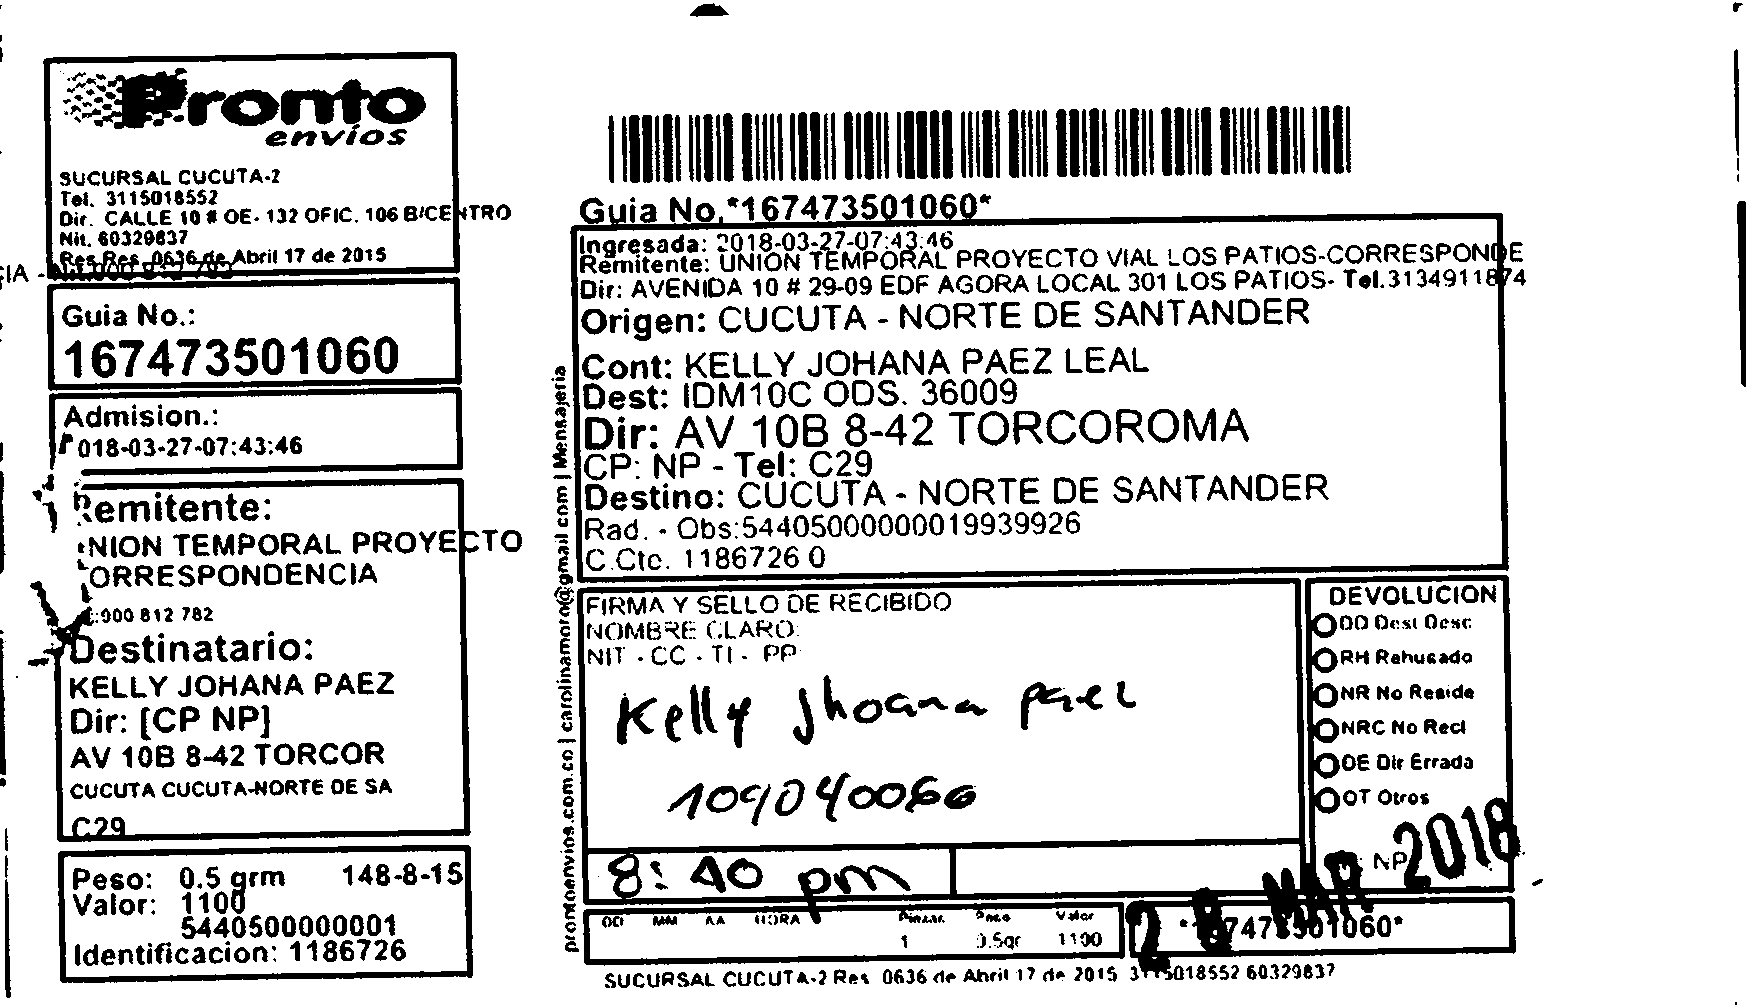 Pronto
envíos
SUCURSAL CUCUTA-2
Tel. 3115018552
Dir. CALLE 10 # OE- 132 OFIC. 106 B/CENTRO
Nit. 60329837
Res.Res. 0636 de Abril 17 de 2015
Guia No.:
167473501060
Admision.:
018-03-27-07:43:46
Remitente:
NION TEMPORAL PROYECTO
ORRESPONDENCIA
:900 812 782
Destinatario:
KELLY JOHANA PAEZ
Dir: [CP NP]
AV 10B 8-42 TORCOR
CUCUTA CUCUTA-NORTE DE SA
C29
Peso: 0.5 grm 148-8-15
Valor: 1100
5440500000001
Identificacion: 1186726
prontoenvios.com.co | carolinamoro@gmail com | Mensajeria
Guia No.*167473501060*
Ingresada: 2018-03-27-07:43:46
Remitente: UNION TEMPORAL PROYECTO VIAL LOS PATIOS-CORRESPONDE
Dir: AVENIDA 10 # 29-09 EDF AGORA LOCAL 301 LOS PATIOS- Tel.3134911874
Origen: CUCUTA - NORTE DE SANTANDER
Cont: KELLY JOHANA PAEZ LEAL
Dest: IDM10C ODS. 36009
Dir: AV 10B 8-42 TORCOROMA
CP: NP - Tel: C29
Destino: CUCUTA - NORTE DE SANTANDER
Rad. - Obs:54405000000019939926
C.Cte. 1186726 0
FIRMA Y SELLO DE RECIBIDO
NOMBRE CLARO:
NIT - CC - TI - PP
Kelly Jhoana paez
109040066
8:40 pm
DEVOLUCION
DD Dest Desc
RH Rehusado
NR No Reside
NRC No Recl
DE Dir Errada
OT Otros
NP
28 MAR 2018
DD MM AA HORA Piezas Peso Valor
1 0.5gr 1100
*167473501060*
SUCURSAL CUCUTA-2 Res 0636 de Abril 17 de 2015 3115018552 60329837